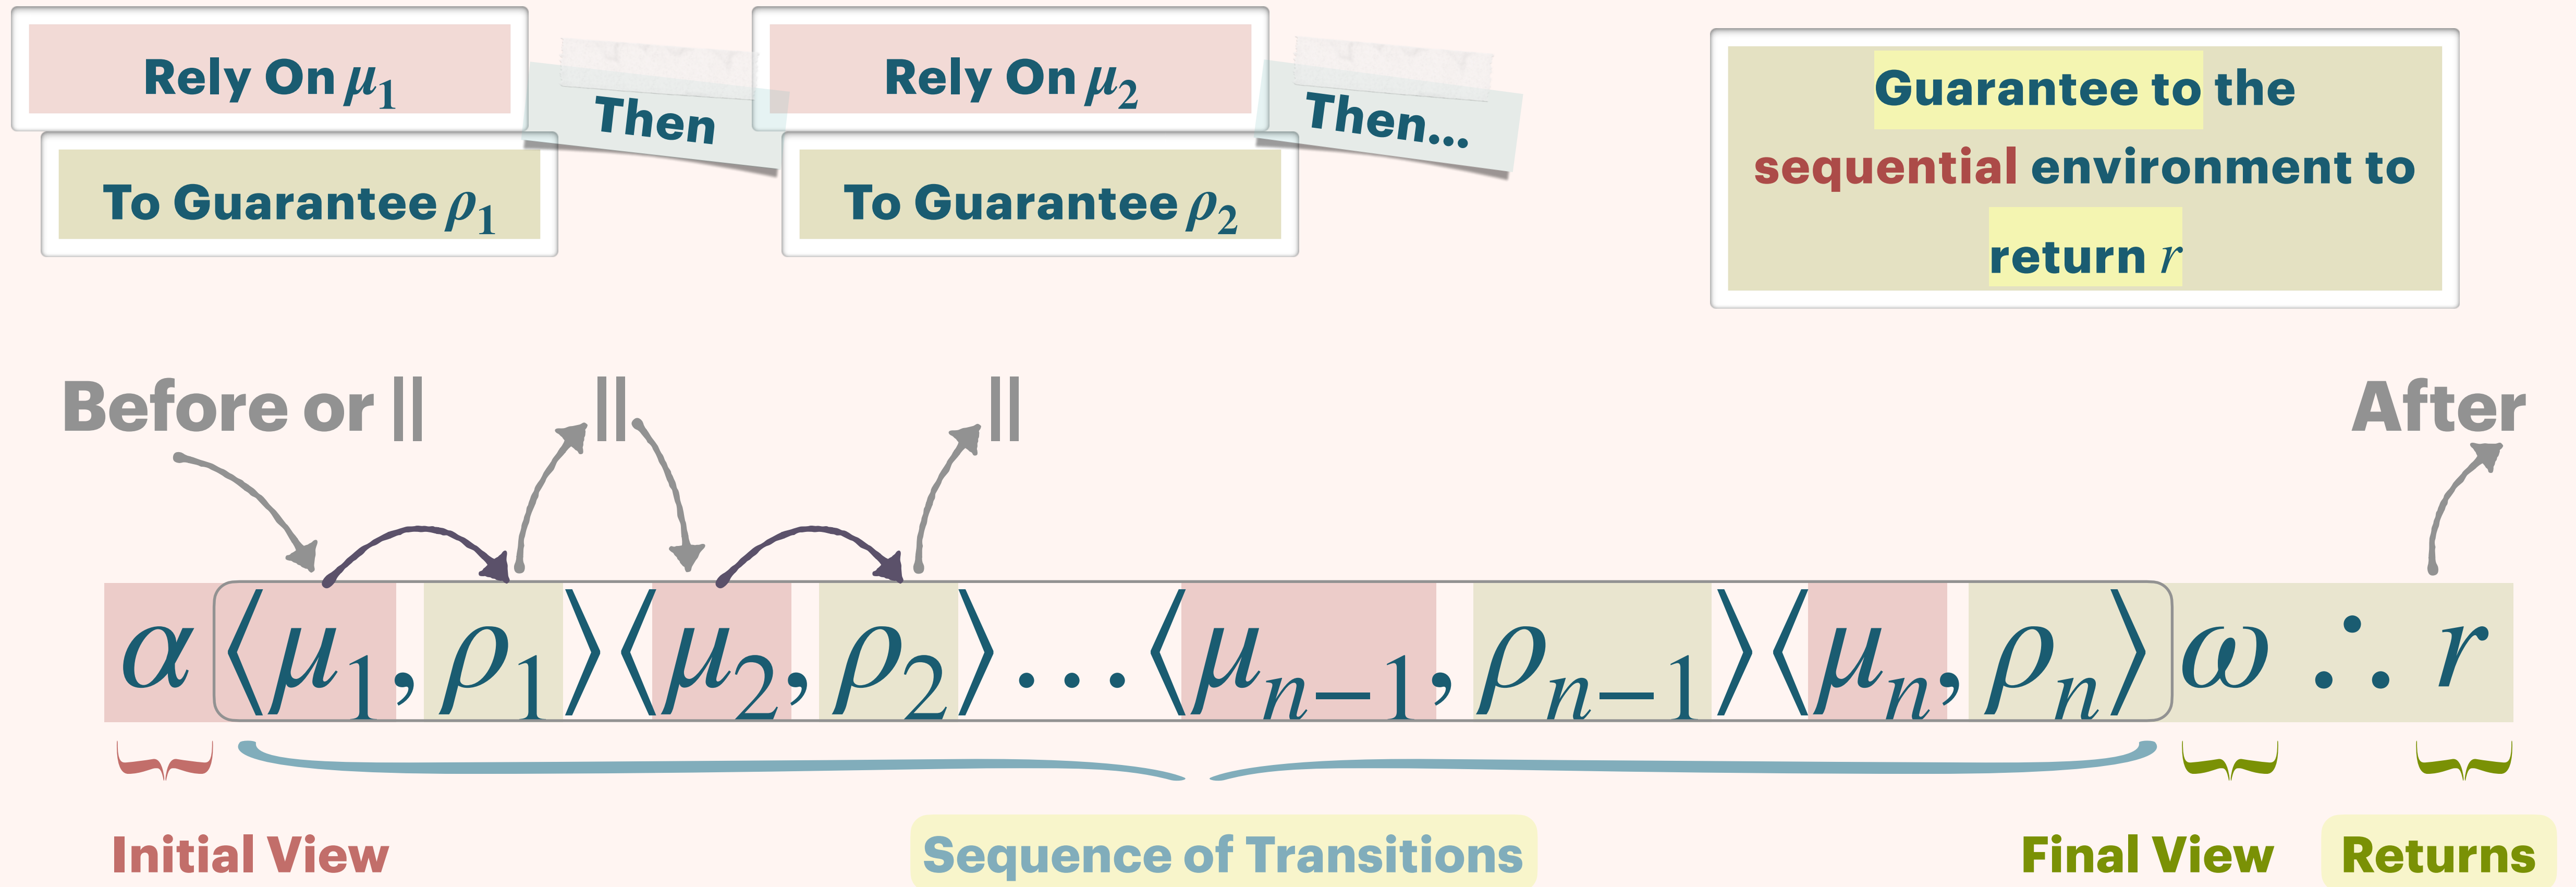 Rely On μ₁
To Guarantee ρ₁
Then
Rely On μ₂
To Guarantee ρ₂
Then...
Guarantee to the
sequential environment to
return r
Before or ||
||
||
After
α⟨μ₁, ρ₁⟩⟨μ₂, ρ₂⟩…⟨μₙ₋₁, ρₙ₋₁⟩⟨μₙ, ρₙ⟩ω ∴ r
Initial View
Sequence of Transitions
Final View
Returns